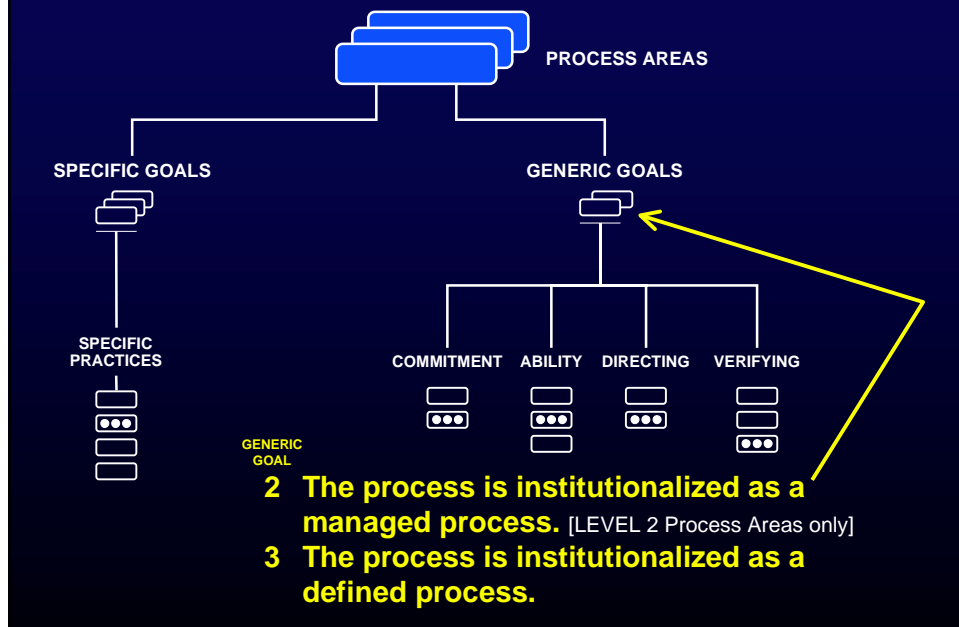 PROCESS AREAS
SPECIFIC GOALS
GENERIC GOALS
SPECIFIC
PRACTICES
COMMITMENT
ABILITY
DIRECTING
VERIFYING
GENERIC
GOAL
2 The process is institutionalized as a
managed process. [LEVEL 2 Process Areas only]
3 The process is institutionalized as a
defined process.